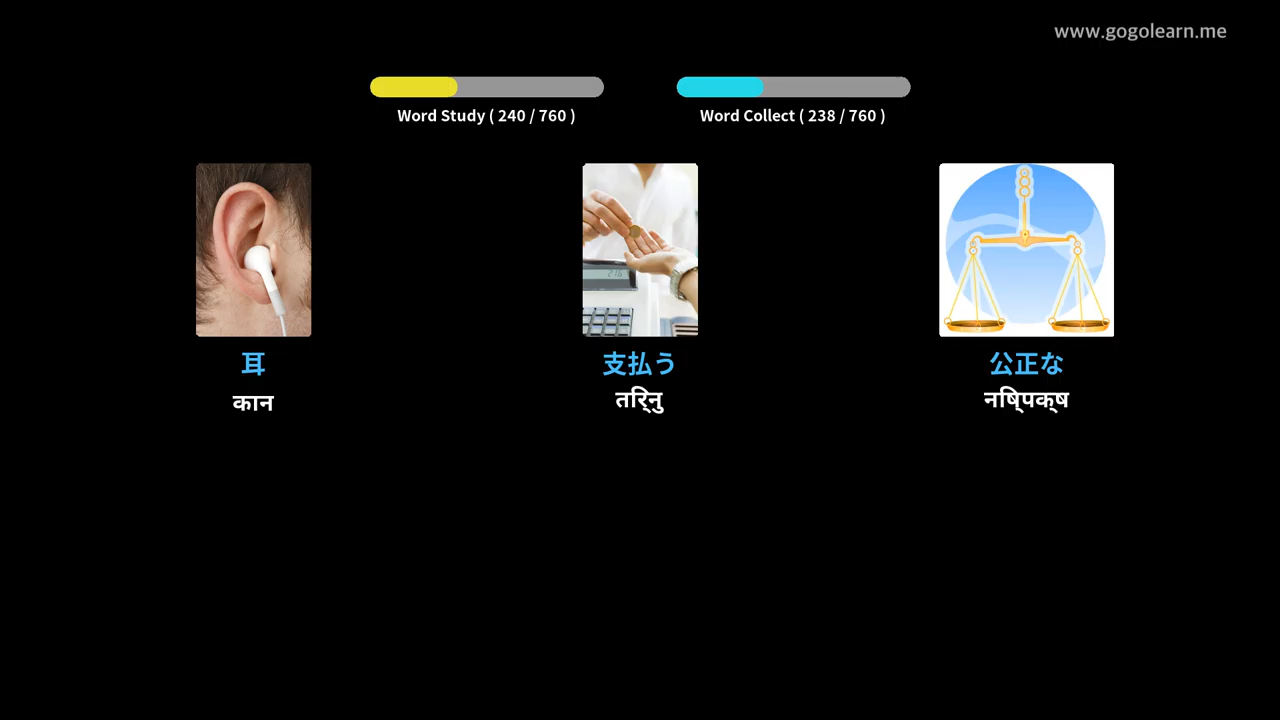 www.gogolearn.me
Word Study ( 240 / 760 )
Word Collect ( 238 / 760 )
耳
支払う
公正な
कान
तिर्नु
निष्पक्ष